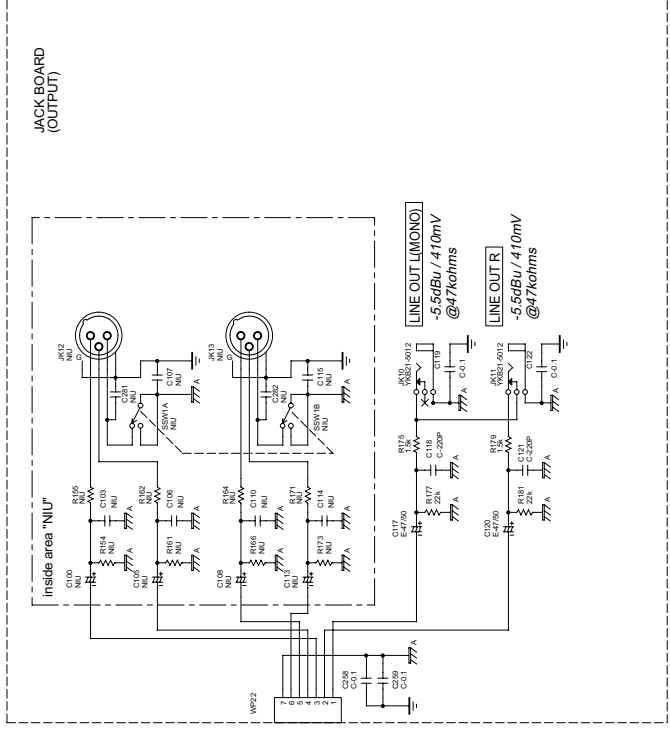 JACK BOARD
(OUTPUT)
inside area "NIU"
JK12
NIU
G
C281
NIU
C107
NIU
SSW1A
NIU
A
JK13
NIU
G
C282
NIU
C115
NIU
SSW1B
NIU
A
R155
NIU
C103
NIU
A
R154
NIU
A
C100
NIU
R162
NIU
C106
NIU
A
R161
NIU
A
C105
NIU
R164
NIU
C110
NIU
A
R166
NIU
A
C108
NIU
R171
NIU
C114
NIU
A
R173
NIU
A
C113
NIU
LINE OUT L(MONO)
-5.5dBu / 410mV
@47kohms
JK10
YKB21-5012
C119
C-0.1
A
R175
1.5k
C118
C-220P
A
R177
22k
A
C117
E-47/50
LINE OUT R
-5.5dBu / 410mV
@47kohms
JK11
YKB21-5012
C122
C-0.1
A
R179
1.5k
C121
C-220P
A
R181
22k
A
C120
E-47/50
WP22
7
6
5
4
3
2
1
C258
C-0.1
C259
C-0.1
A